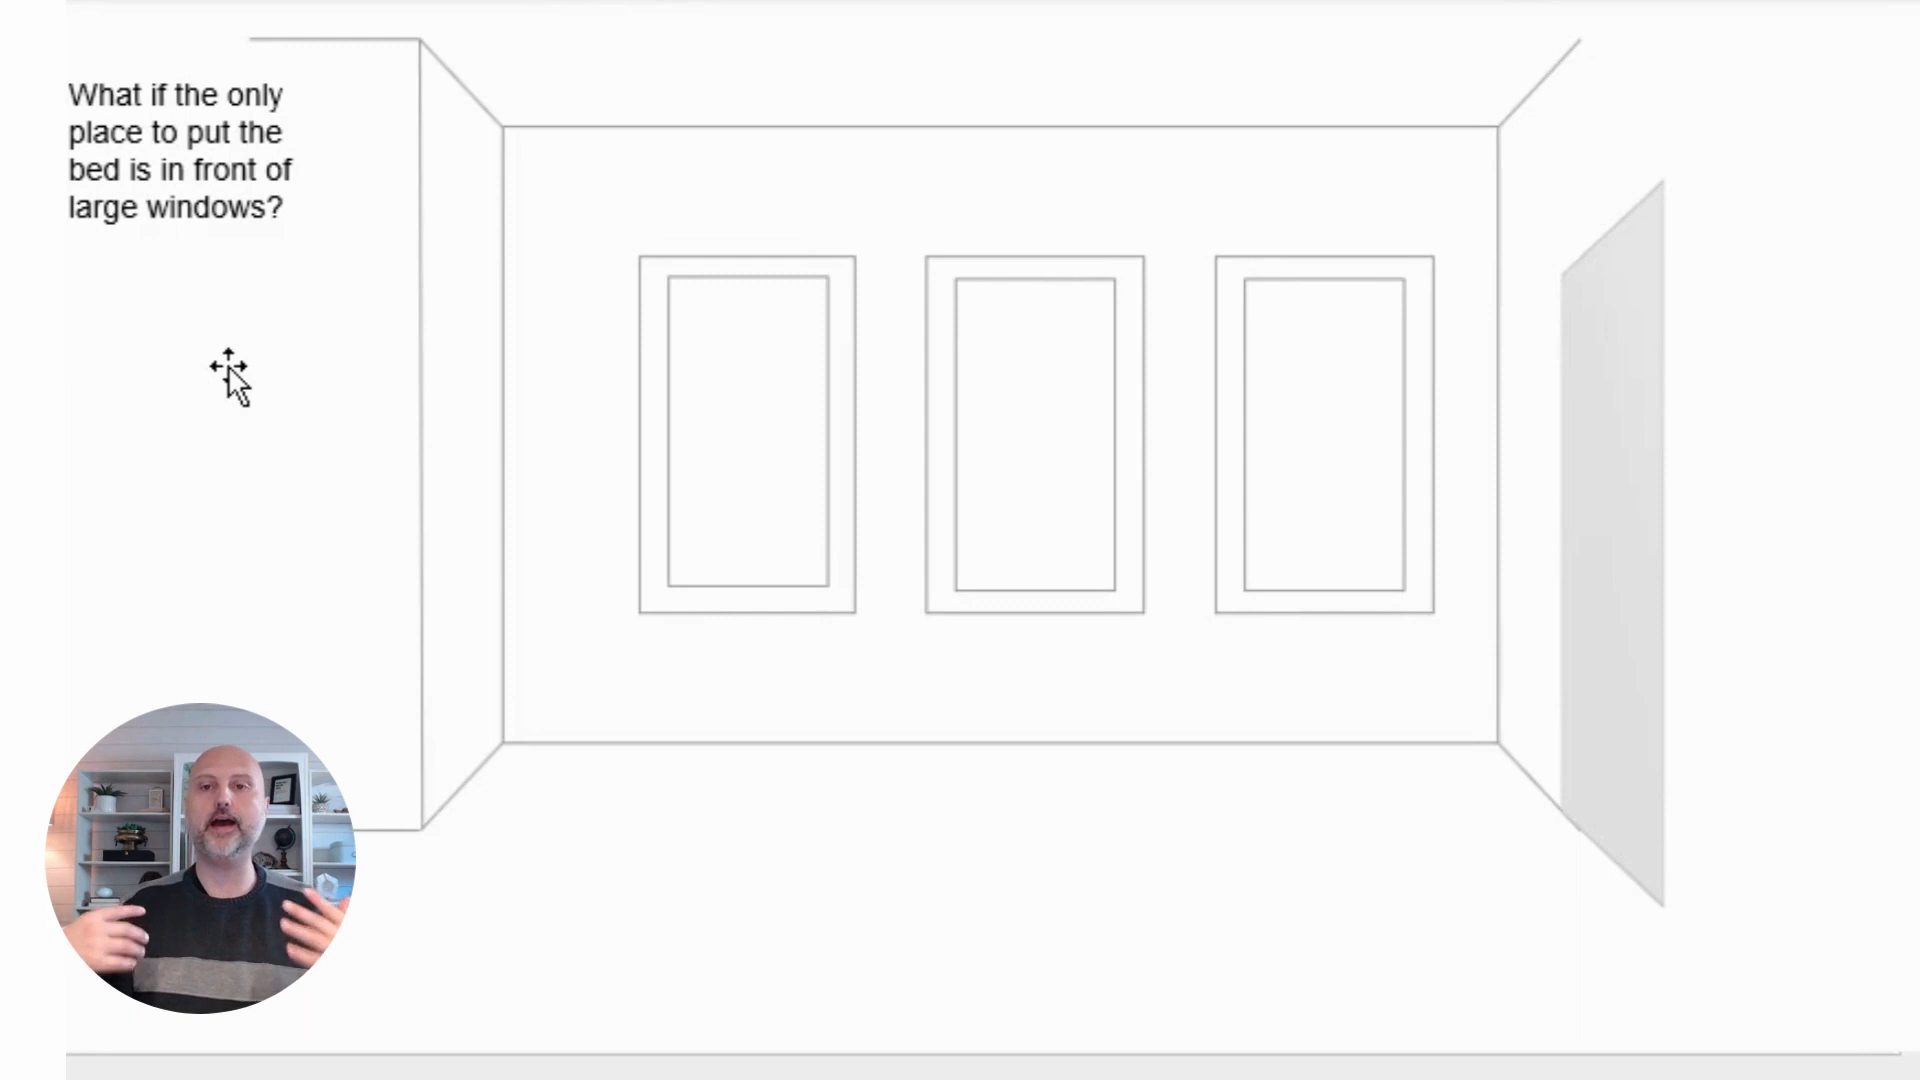 What if the only
place to put the
bed is in front of
large windows?